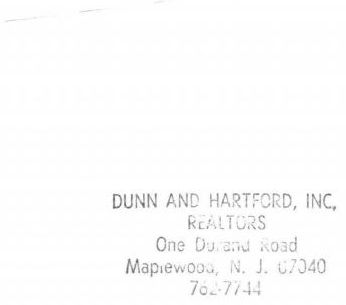 DUNN AND HARTFORD, INC,
REALTORS
One Durand Road
Maplewood, N. J. 07040
762-7744